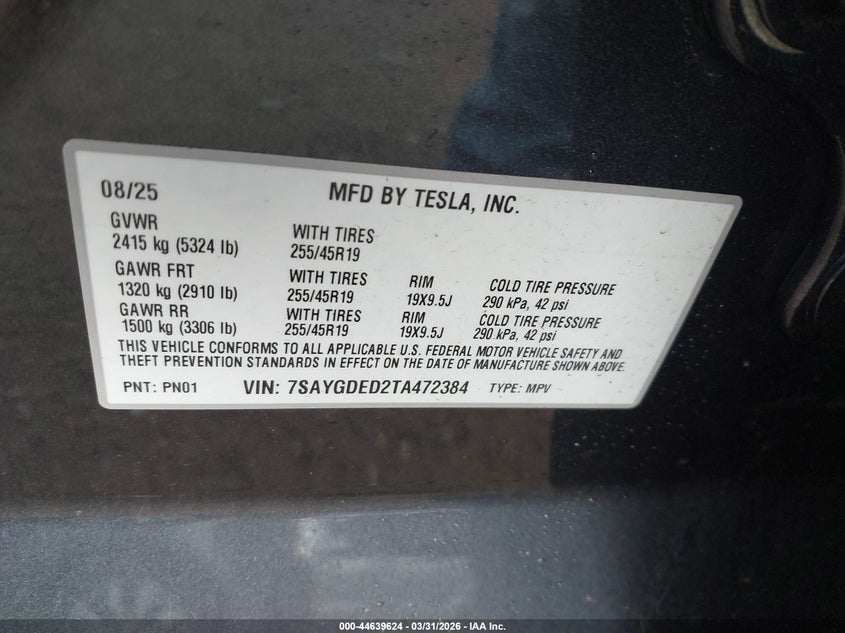 08/25 MFD BY TESLA, INC.
GVWR
2415 kg (5324 lb) WITH TIRES
255/45R19
GAWR FRT WITH TIRES RIM COLD TIRE PRESSURE
1320 kg (2910 lb) 255/45R19 19X9.5J 290 kPa, 42 psi
GAWR RR WITH TIRES RIM COLD TIRE PRESSURE
1500 kg (3306 lb) 255/45R19 19X9.5J 290 kPa, 42 psi
THIS VEHICLE CONFORMS TO ALL APPLICABLE U.S. FEDERAL MOTOR VEHICLE SAFETY AND
THEFT PREVENTION STANDARDS IN EFFECT ON THE DATE OF MANUFACTURE SHOWN ABOVE.
PNT: PN01 VIN: 7SAYGDED2TA472384 TYPE: MPV
000-44639624 - 03/31/2026 - IAA Inc.